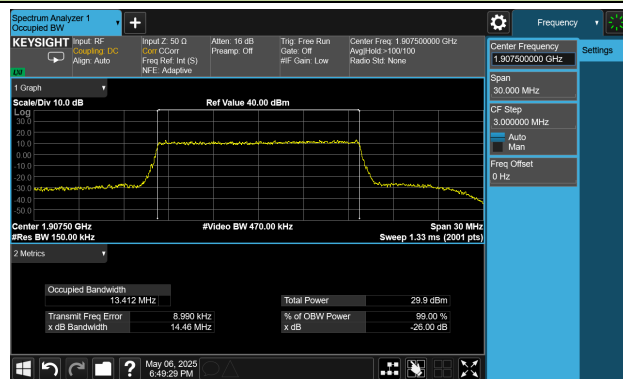 Spectrum Analyzer 1
Occupied BW
Frequency
KEYSIGHT Input: RF Input Z: 50 Ω Atten: 16 dB Trig: Free Run Center Freq: 1.907500000 GHz
Coupling: DC Corr CCorr Preamp: Off Gate: Off Avg|Hold:>100/100
Align: Auto Freq Ref: Int (S) #IF Gain: Low Radio Std: None
NFE: Adaptive
LXI
Center Frequency
1.907500000 GHz
Settings
Span
30.000 MHz
CF Step
3.000000 MHz
Auto
Man
Freq Offset
0 Hz
1 Graph
Scale/Div 10.0 dB Ref Value 40.00 dBm
Log
30.0
20.0
10.0
0.00
-10.0
-20.0
-30.0
-40.0
-50.0
Center 1.90750 GHz #Video BW 470.00 kHz Span 30 MHz
#Res BW 150.00 kHz Sweep 1.33 ms (2001 pts)
2 Metrics
Occupied Bandwidth
13.412 MHz Total Power 29.9 dBm
Transmit Freq Error 8.990 kHz % of OBW Power 99.00 %
x dB Bandwidth 14.46 MHz x dB -26.00 dB
?
May 06, 2025
6:49:29 PM